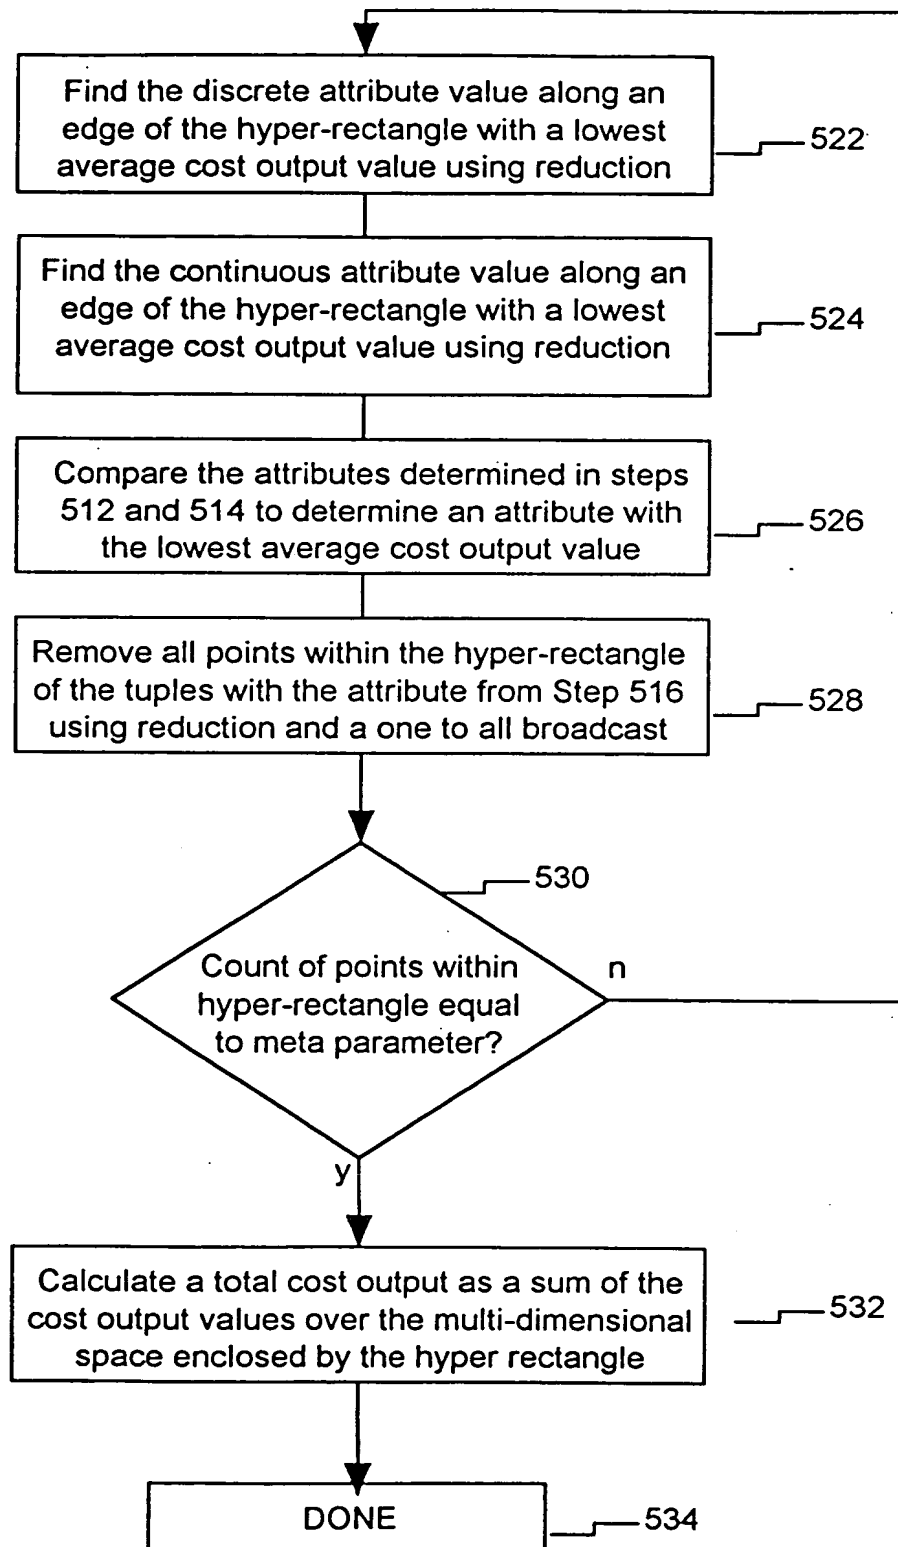 Find the discrete attribute value along an
edge of the hyper-rectangle with a lowest
average cost output value using reduction
522
Find the continuous attribute value along an
edge of the hyper-rectangle with a lowest
average cost output value using reduction
524
Compare the attributes determined in steps
512 and 514 to determine an attribute with
the lowest average cost output value
526
Remove all points within the hyper-rectangle
of the tuples with the attribute from Step 516
using reduction and a one to all broadcast
528
530
Count of points within
hyper-rectangle equal
to meta parameter?
n
y
Calculate a total cost output as a sum of the
cost output values over the multi-dimensional
space enclosed by the hyper rectangle
532
DONE
534